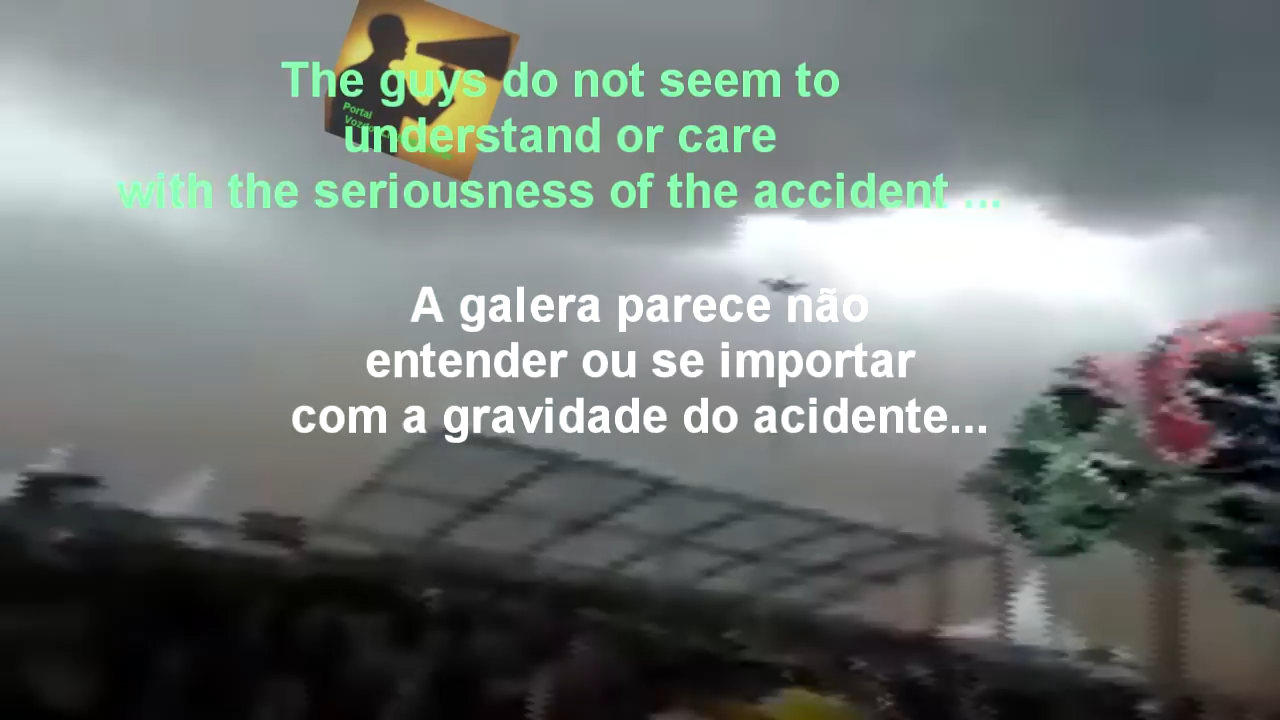 The guys do not seem to
understand or care
with the seriousness of the accident ...
Portal
A galera parece não
entender ou se importar
com a gravidade do acidente...